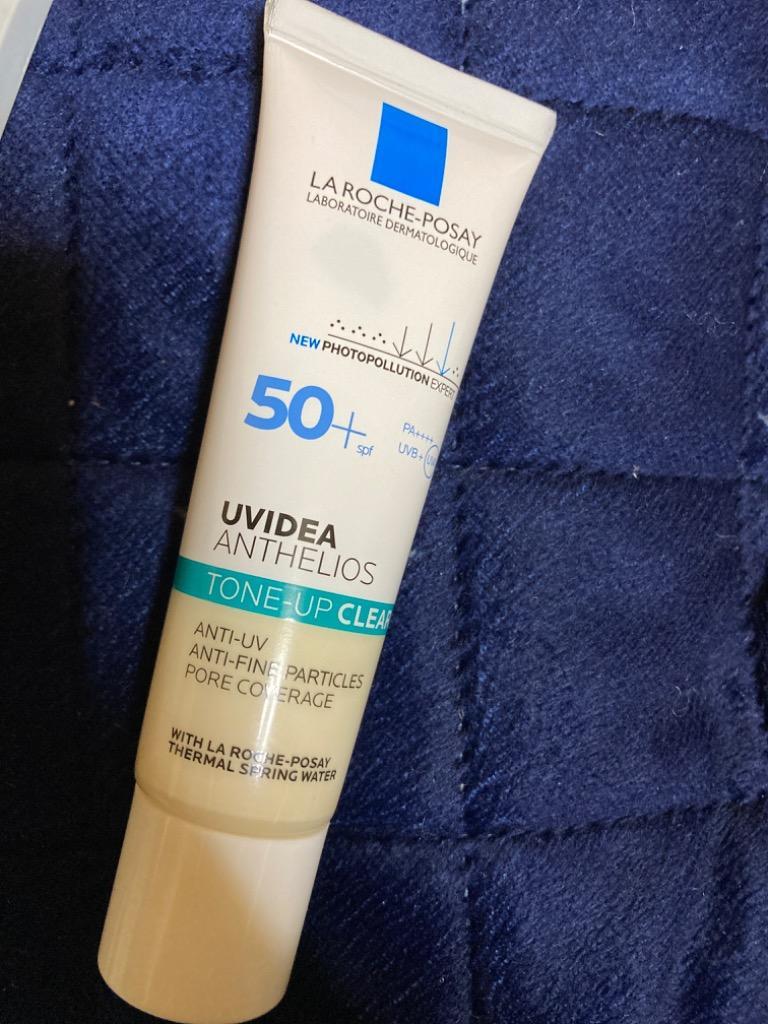 LA ROCHE-POSAY
LABORATOIRE DERMATOLOGIQUE
NEW PHOTOPOLLUTION EXPERT
50+ spf
PA++++
UVB+
UVIDEA
ANTHELIOS
TONE-UP CLEAR
ANTI-UV
ANTI-FINE PARTICLES
PORE COVERAGE
WITH LA ROCHE-POSAY
THERMAL SPRING WATER